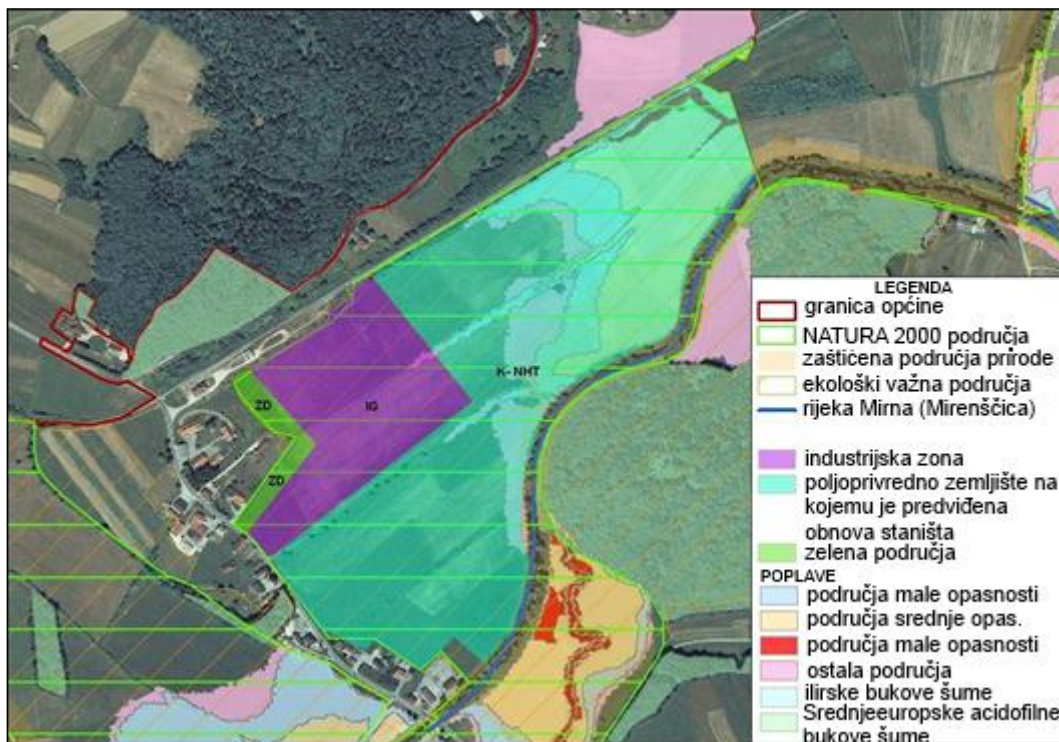 K- NHT
ZD
IG
ZD
LEGENDA
granica općine
NATURA 2000 područja
zaštićena područja prirode
ekološki važna područja
rijeka Mirna (Mirenščica)
industrijska zona
poljoprivredno zemljište na
kojemu je predviđena
obnova staništa
zelena područja
POPLAVE
područja male opasnosti
područja srednje opas.
područja male opasnosti
ostala područja
ilirske bukove šume
Srednjeeuropske acidofilne
bukove šume